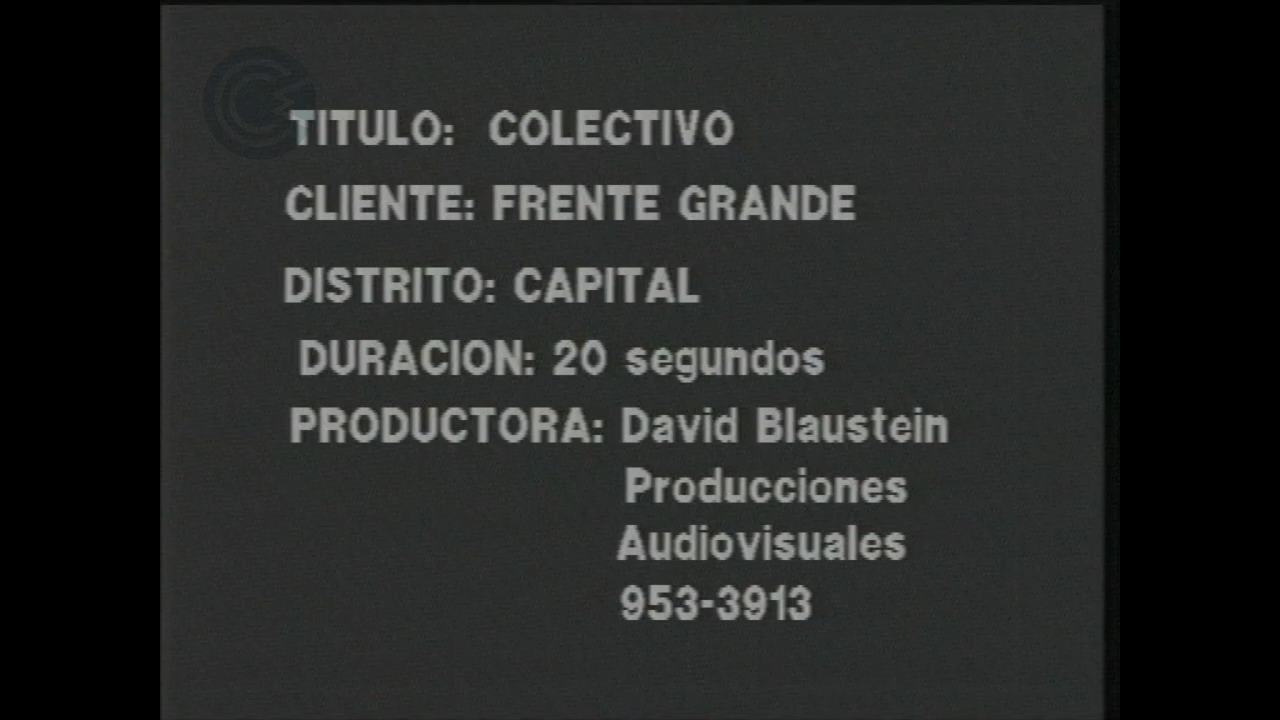 TITULO: COLECTIVO
CLIENTE: FRENTE GRANDE
DISTRITO: CAPITAL
DURACION: 20 segundos
PRODUCTORA: David Blaustein
Producciones
Audiovisuales
953-3913